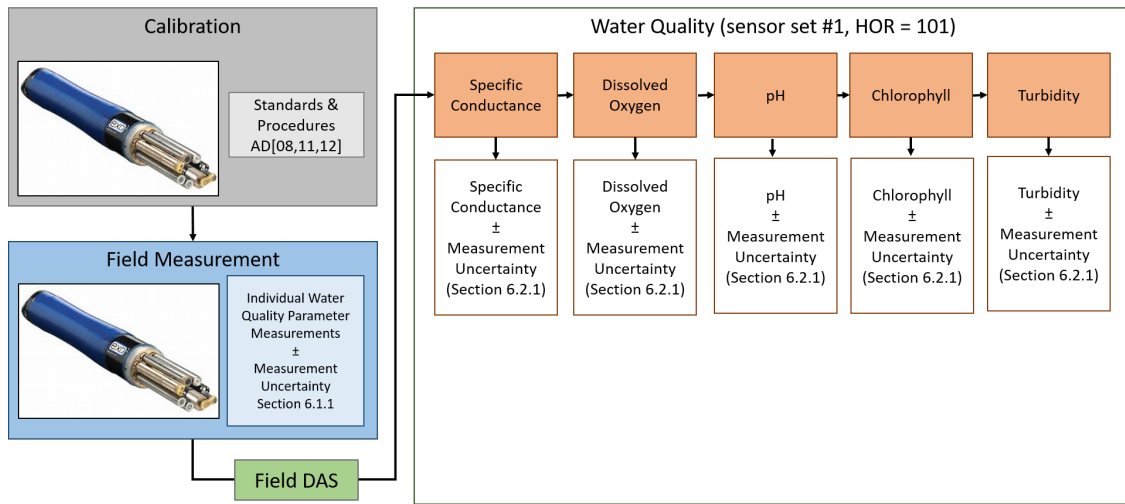 Calibration
Standards &
Procedures
AD[08,11,12]
Field Measurement
Individual Water
Quality Parameter
Measurements
±
Measurement
Uncertainty
Section 6.1.1
Field DAS
Water Quality (sensor set #1, HOR = 101)
Specific
Conductance
Dissolved
Oxygen
pH
Chlorophyll
Turbidity
Specific
Conductance
±
Measurement
Uncertainty
(Section 6.2.1)
Dissolved
Oxygen
±
Measurement
Uncertainty
(Section 6.2.1)
pH
±
Measurement
Uncertainty
(Section 6.2.1)
Chlorophyll
±
Measurement
Uncertainty
(Section 6.2.1)
Turbidity
±
Measurement
Uncertainty
(Section 6.2.1)